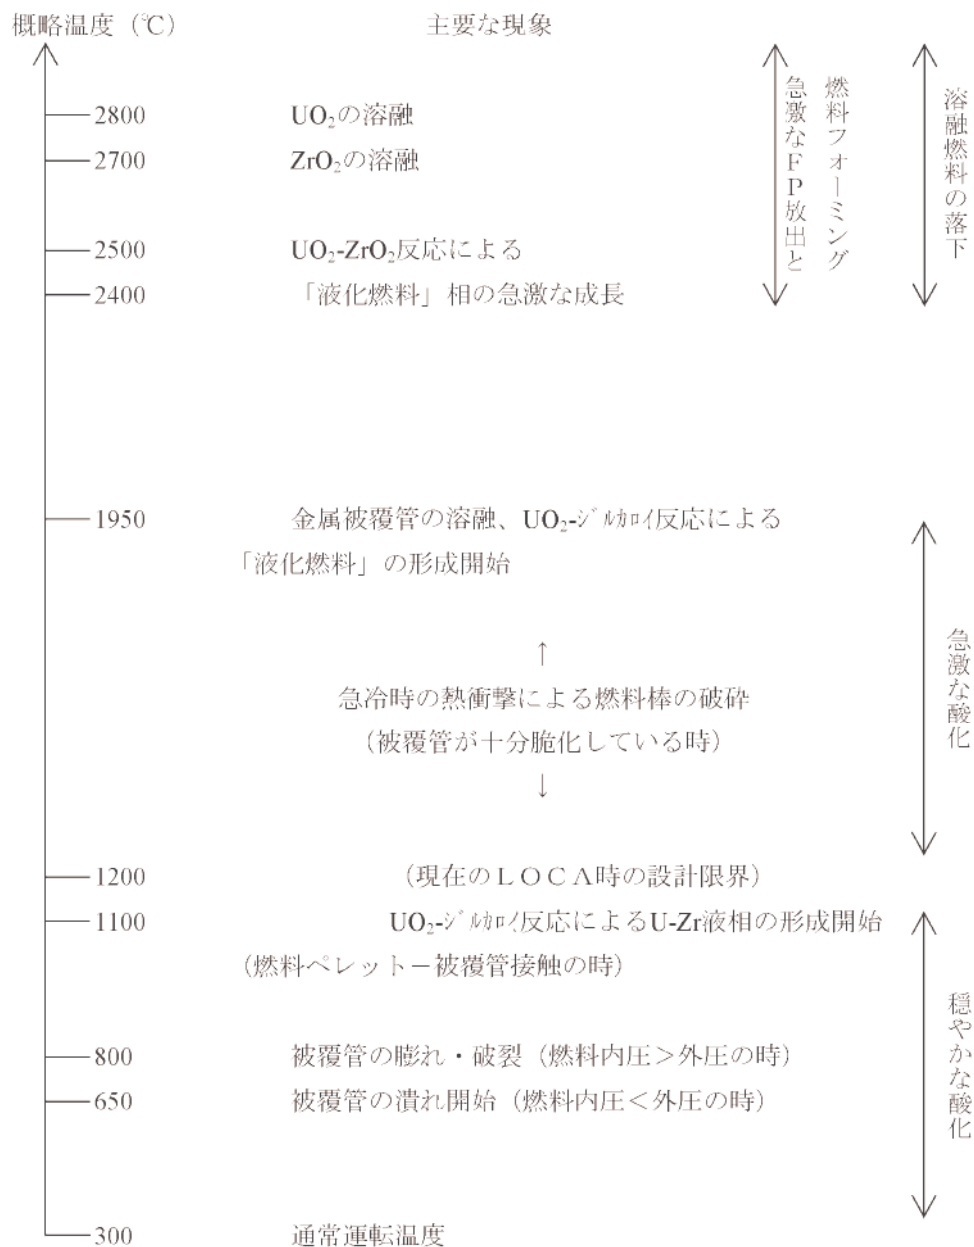 概略温度（℃）
主要な現象
2800 UO₂の溶融
2700 ZrO₂の溶融
2500 UO₂-ZrO₂反応による
2400 「液化燃料」相の急激な成長
急激なＦＰ放出と
燃料フォーミング
溶融燃料の落下
1950 金属被覆管の溶融、UO₂-ｼﾞﾙｶﾛｲ反応による
「液化燃料」の形成開始
↑
急冷時の熱衝撃による燃料棒の破砕
（被覆管が十分脆化している時）
↓
急激な酸化
1200 （現在のＬＯＣＡ時の設計限界）
1100 UO₂-ｼﾞﾙｶﾛｲ反応によるU-Zr液相の形成開始
（燃料ペレット－被覆管接触の時）
800 被覆管の膨れ・破裂（燃料内圧＞外圧の時）
650 被覆管の潰れ開始（燃料内圧＜外圧の時）
穏やかな酸化
300 通常運転温度